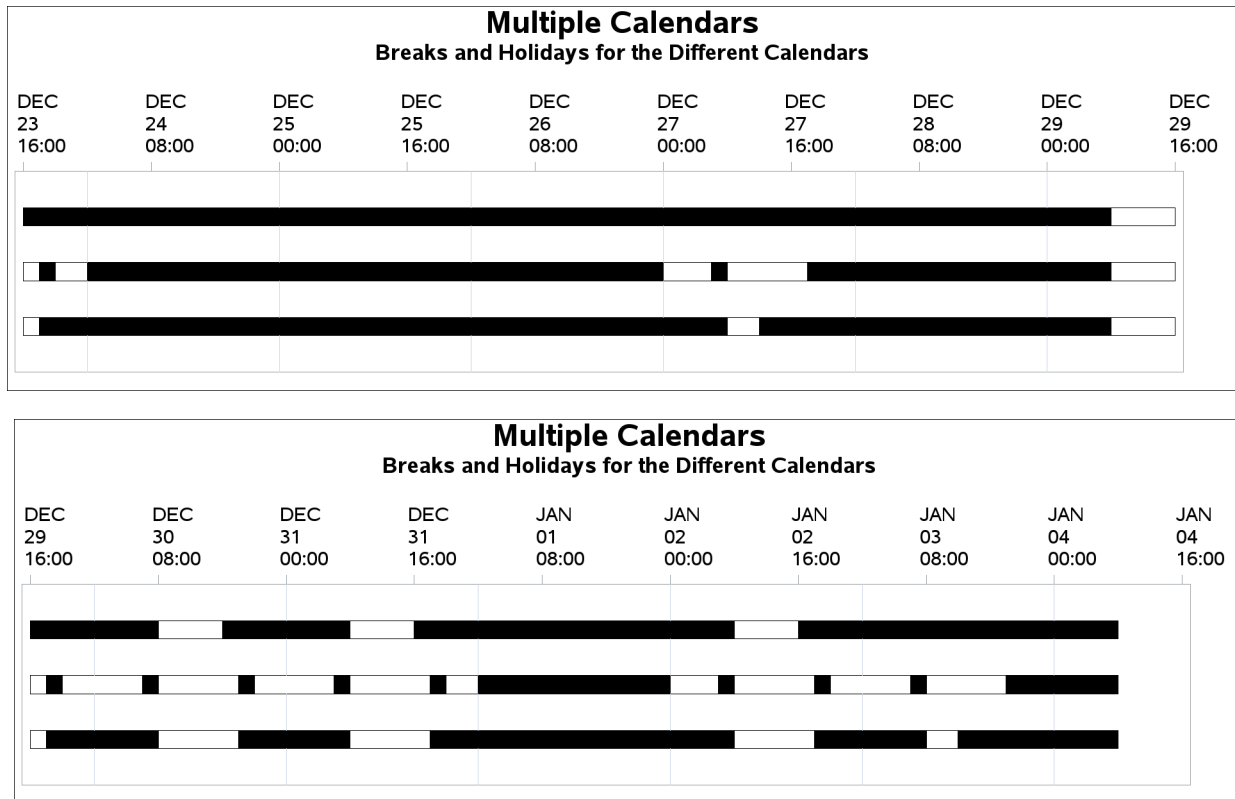 Multiple Calendars
Breaks and Holidays for the Different Calendars
DEC DEC DEC DEC DEC DEC DEC DEC DEC DEC
23 24 25 25 26 27 27 28 29 29
16:00 08:00 00:00 16:00 08:00 00:00 16:00 08:00 00:00 16:00
Multiple Calendars
Breaks and Holidays for the Different Calendars
DEC DEC DEC DEC JAN JAN JAN JAN JAN JAN
29 30 31 31 01 02 02 03 04 04
16:00 08:00 00:00 16:00 08:00 00:00 16:00 08:00 00:00 16:00